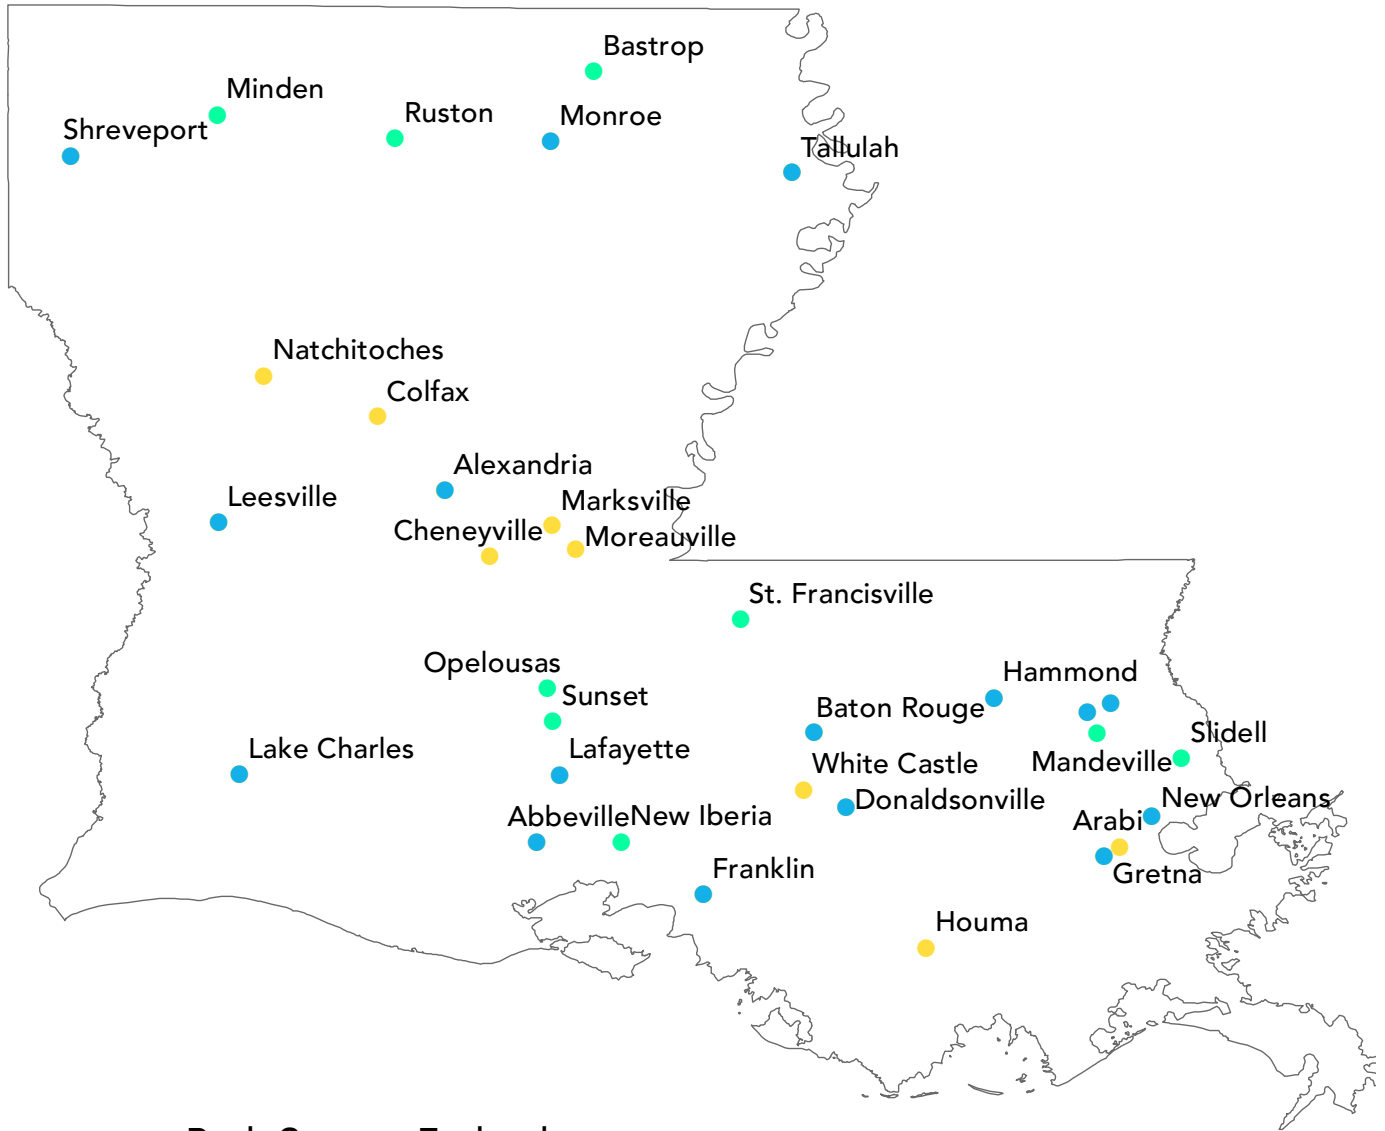 Bastrop
Minden
Ruston
Monroe
Shreveport
Tallulah
Natchitoches
Colfax
Alexandria
Leesville
Marksville
Cheneyville
Moreauville
St. Francisville
Opelousas
Hammond
Sunset
Baton Rouge
Slidell
Lake Charles
Lafayette
White Castle
Mandeville
Donaldsonville
New Orleans
Abbeville
New Iberia
Arabi
Franklin
Gretna
Houma